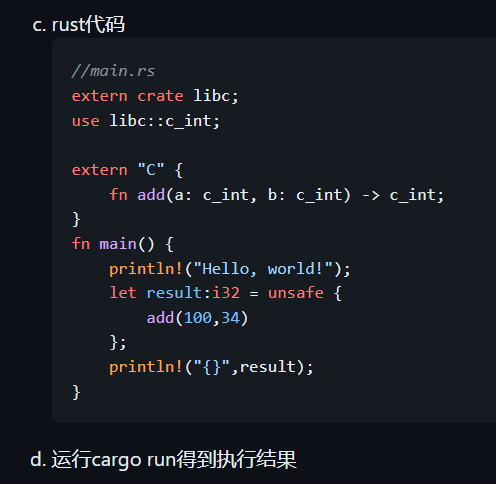 c. rust代码
//main.rs
extern crate libc;
use libc::c_int;
extern "C" {
    fn add(a: c_int, b: c_int) -> c_int;
}
fn main() {
    println!("Hello, world!");
    let result:i32 = unsafe {
        add(100,34)
    };
    println!("{}",result);
}
d. 运行cargo run得到执行结果